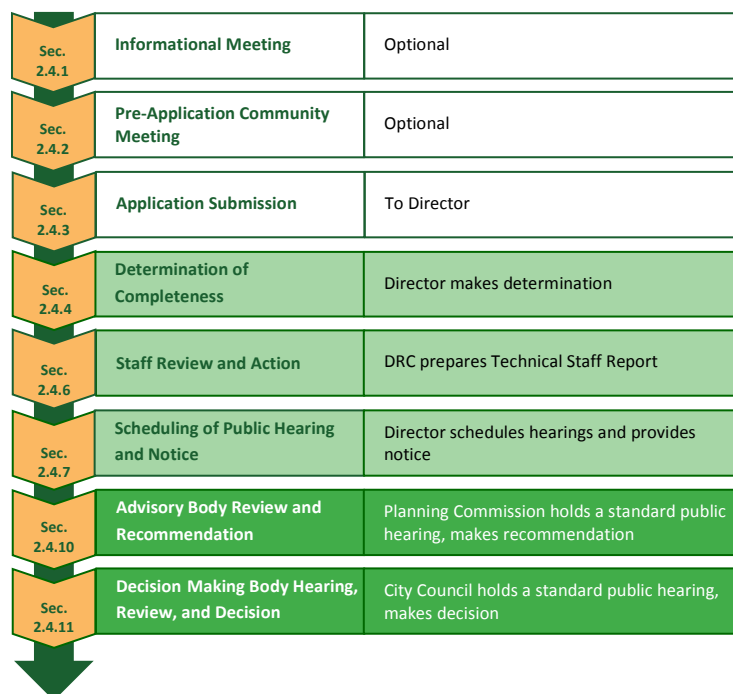 Sec.
2.4.1
Informational Meeting
Optional
Sec.
2.4.2
Pre-Application Community
Meeting
Optional
Sec.
2.4.3
Application Submission
To Director
Sec.
2.4.4
Determination of
Completeness
Director makes determination
Sec.
2.4.6
Staff Review and Action
DRC prepares Technical Staff Report
Sec.
2.4.7
Scheduling of Public Hearing
and Notice
Director schedules hearings and provides
notice
Sec.
2.4.10
Advisory Body Review and
Recommendation
Planning Commission holds a standard public
hearing, makes recommendation
Sec.
2.4.11
Decision Making Body Hearing,
Review, and Decision
City Council holds a standard public hearing,
makes decision